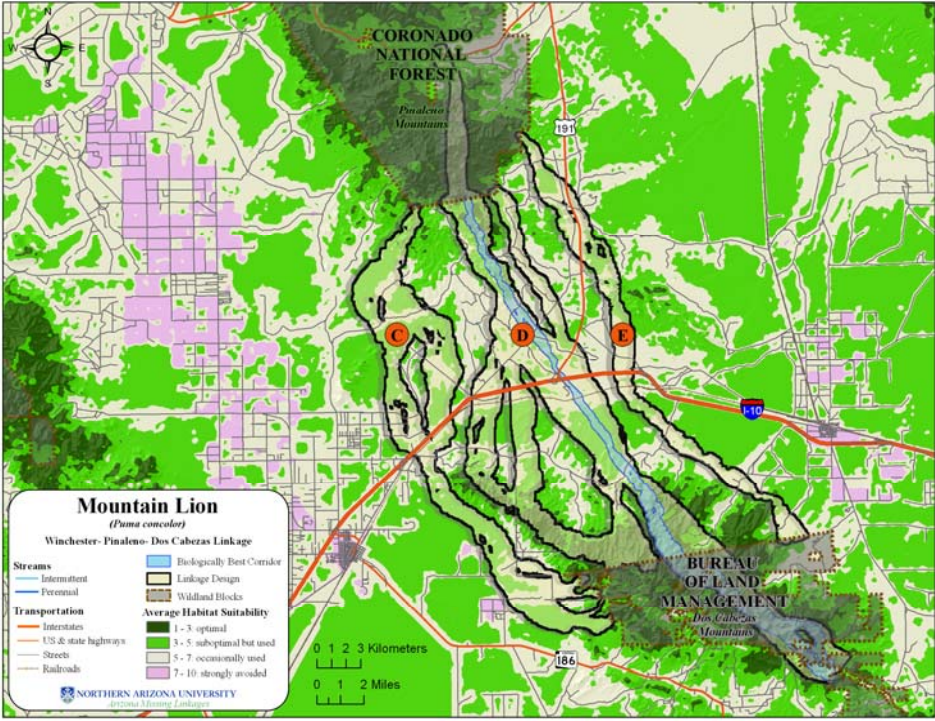 N
W E
S
CORONADO
NATIONAL
FOREST
Pinaleno
Mountains
191
C
D
E
I-10
BUREAU
OF LAND
MANAGEMENT
Dos Cabezas
Mountains
186
0 1 2 3 Kilometers
0 1 2 Miles
Mountain Lion
(Puma concolor)
Winchester- Pinaleno- Dos Cabezas Linkage
Streams
Intermittent
Perennial
Transportation
Interstates
US & state highways
Streets
Railroads
Biologically Best Corridor
Linkage Design
Wildland Blocks
Average Habitat Suitability
1 - 3: optimal
3 - 5: suboptimal but used
5 - 7: occasionally used
7 - 10: strongly avoided
NORTHERN ARIZONA UNIVERSITY
Arizona Missing Linkages